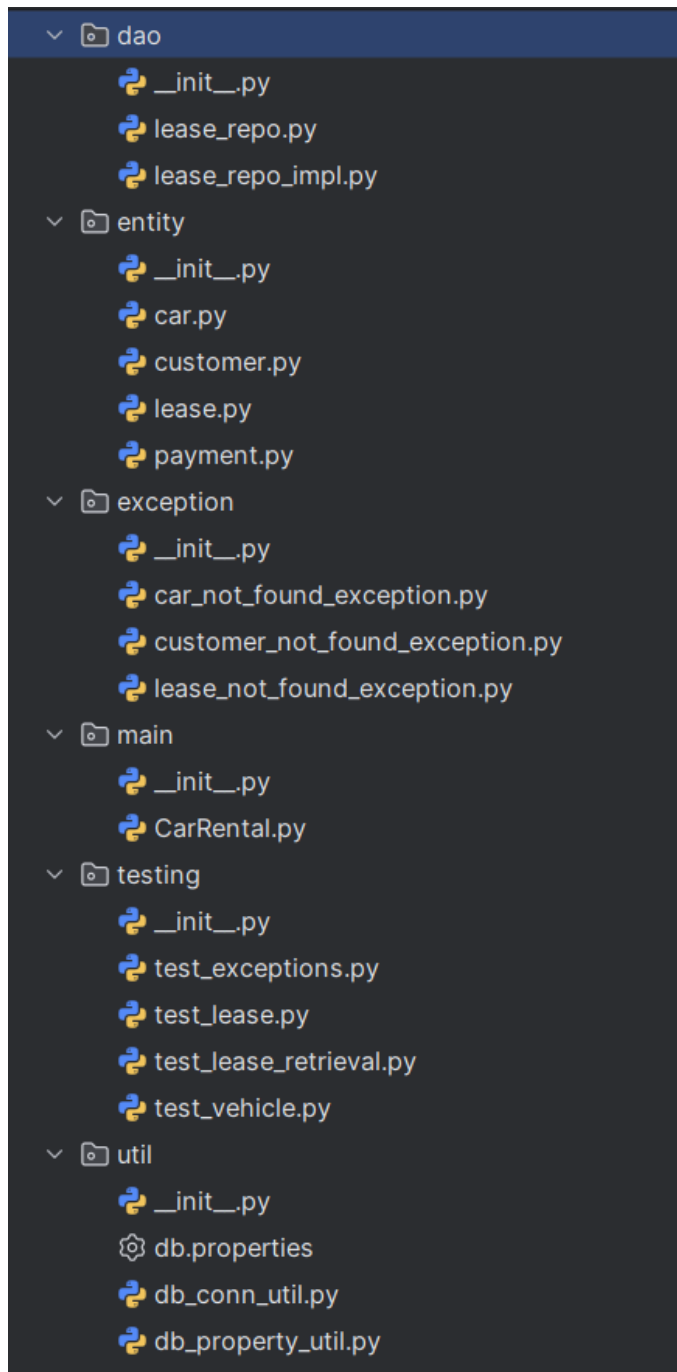 dao
__init__.py
lease_repo.py
lease_repo_impl.py
entity
__init__.py
car.py
customer.py
lease.py
payment.py
exception
__init__.py
car_not_found_exception.py
customer_not_found_exception.py
lease_not_found_exception.py
main
__init__.py
CarRental.py
testing
__init__.py
test_exceptions.py
test_lease.py
test_lease_retrieval.py
test_vehicle.py
util
__init__.py
db.properties
db_conn_util.py
db_property_util.py